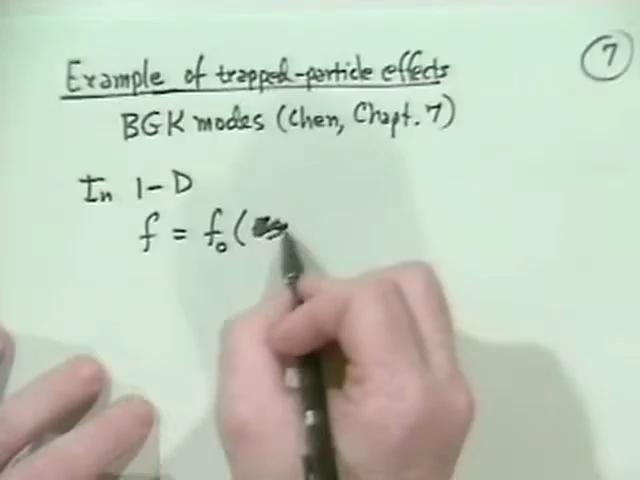 7
Example of trapped-particle effects
BGK modes (Chen, Chapt. 7)
In 1-D
f = f₀ (